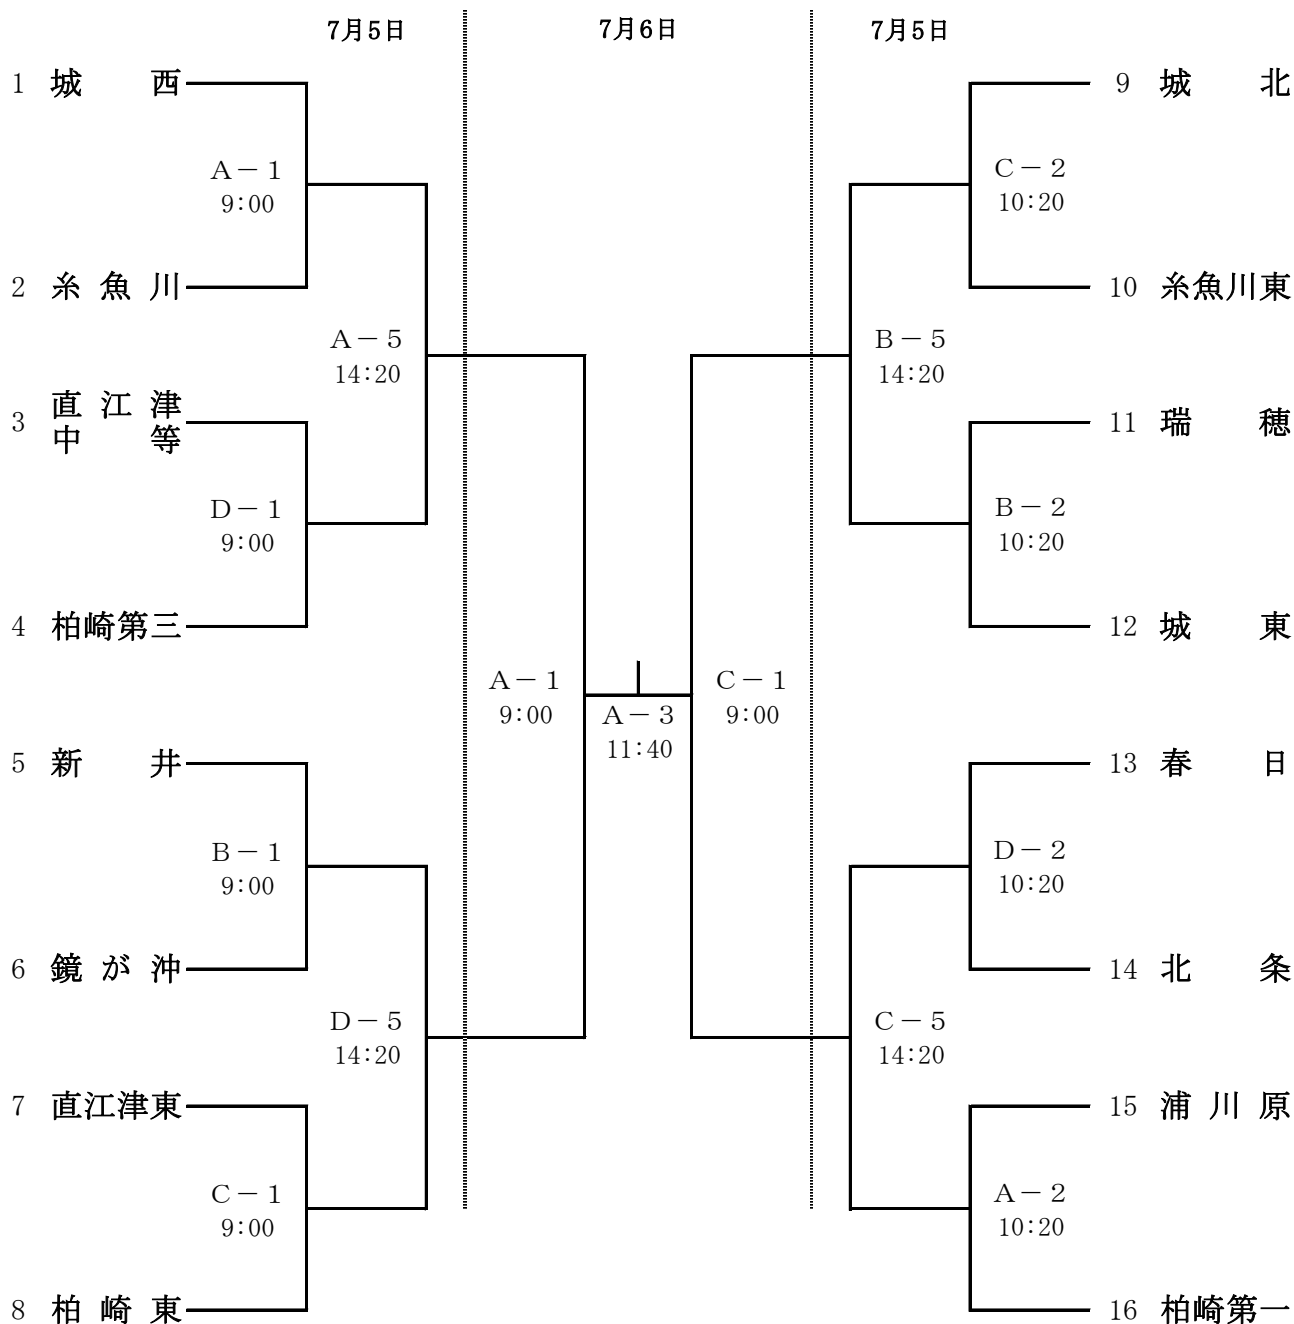 7月5日
7月6日
7月5日
1 城西
A－1
9:00
2 糸魚川
A－5
14:20
3 直江津
中等
D－1
9:00
4 柏崎第三
A－1
9:00
5 新井
B－1
9:00
6 鏡が沖
D－5
14:20
7 直江津東
C－1
9:00
8 柏崎東
A－3
11:40
9 城北
C－2
10:20
10 糸魚川東
B－5
14:20
11 瑞穂
B－2
10:20
12 城東
C－1
9:00
13 春日
D－2
10:20
14 北条
C－5
14:20
15 浦川原
A－2
10:20
16 柏崎第一